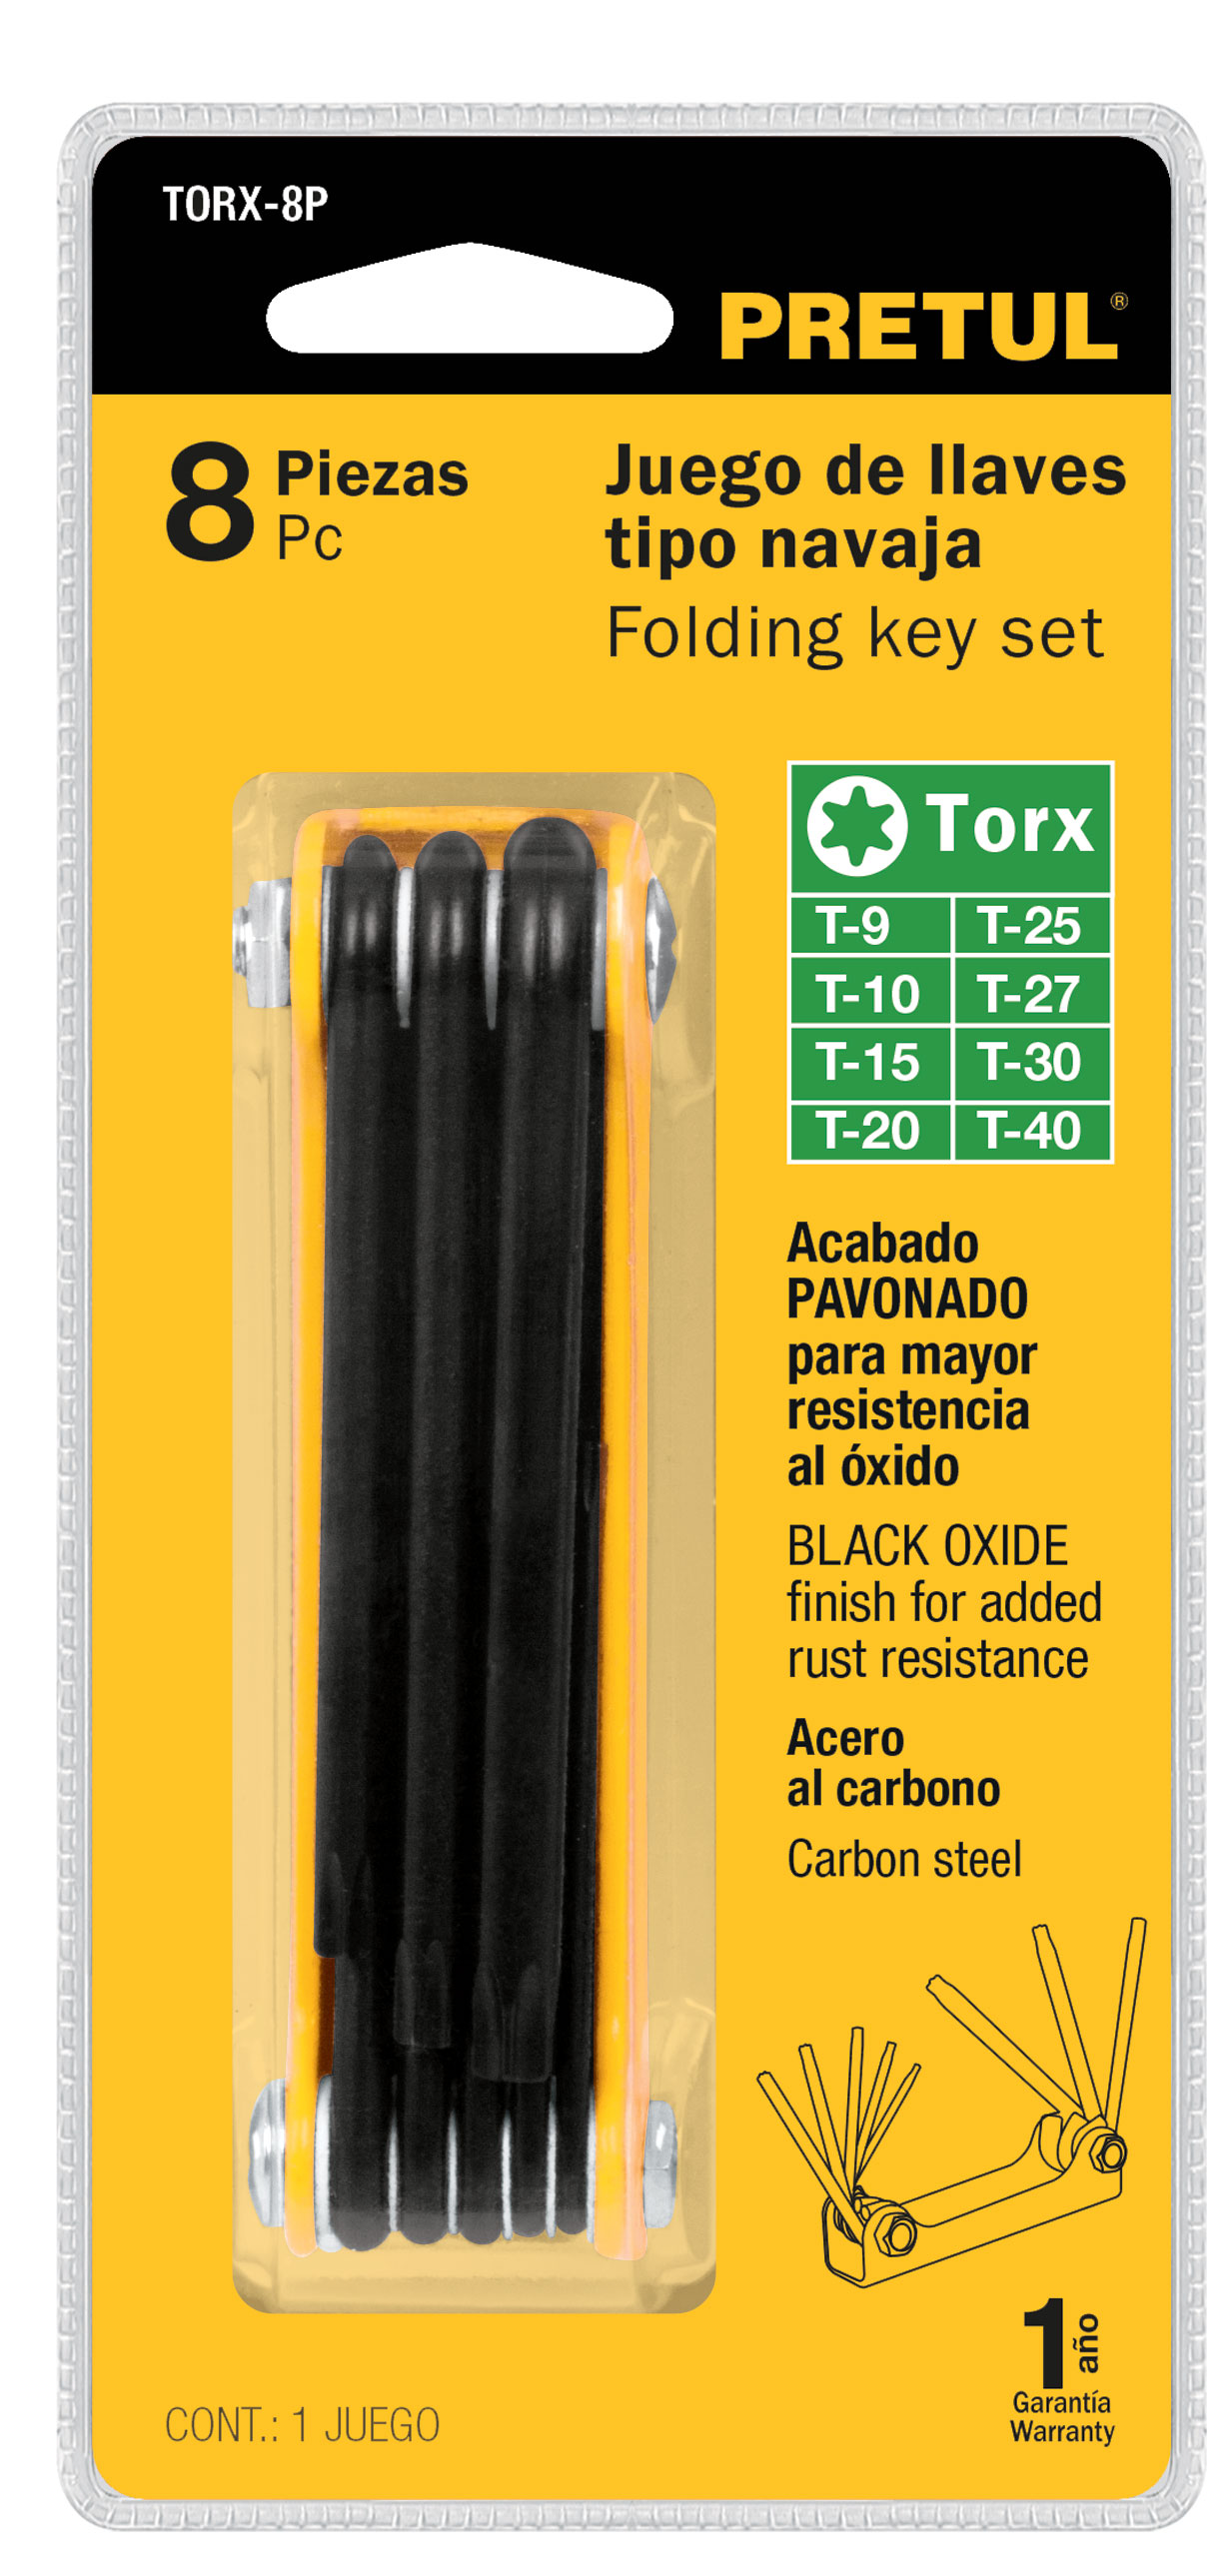 TORX-8P
PRETUL®
8 Piezas
Pc
Juego de llaves
tipo navaja
Folding key set
Torx
T-9 T-25
T-10 T-27
T-15 T-30
T-20 T-40
Acabado
PAVONADO
para mayor
resistencia
al óxido
BLACK OXIDE
finish for added
rust resistance
Acero
al carbono
Carbon steel
1 año
Garantía
Warranty
CONT.: 1 JUEGO